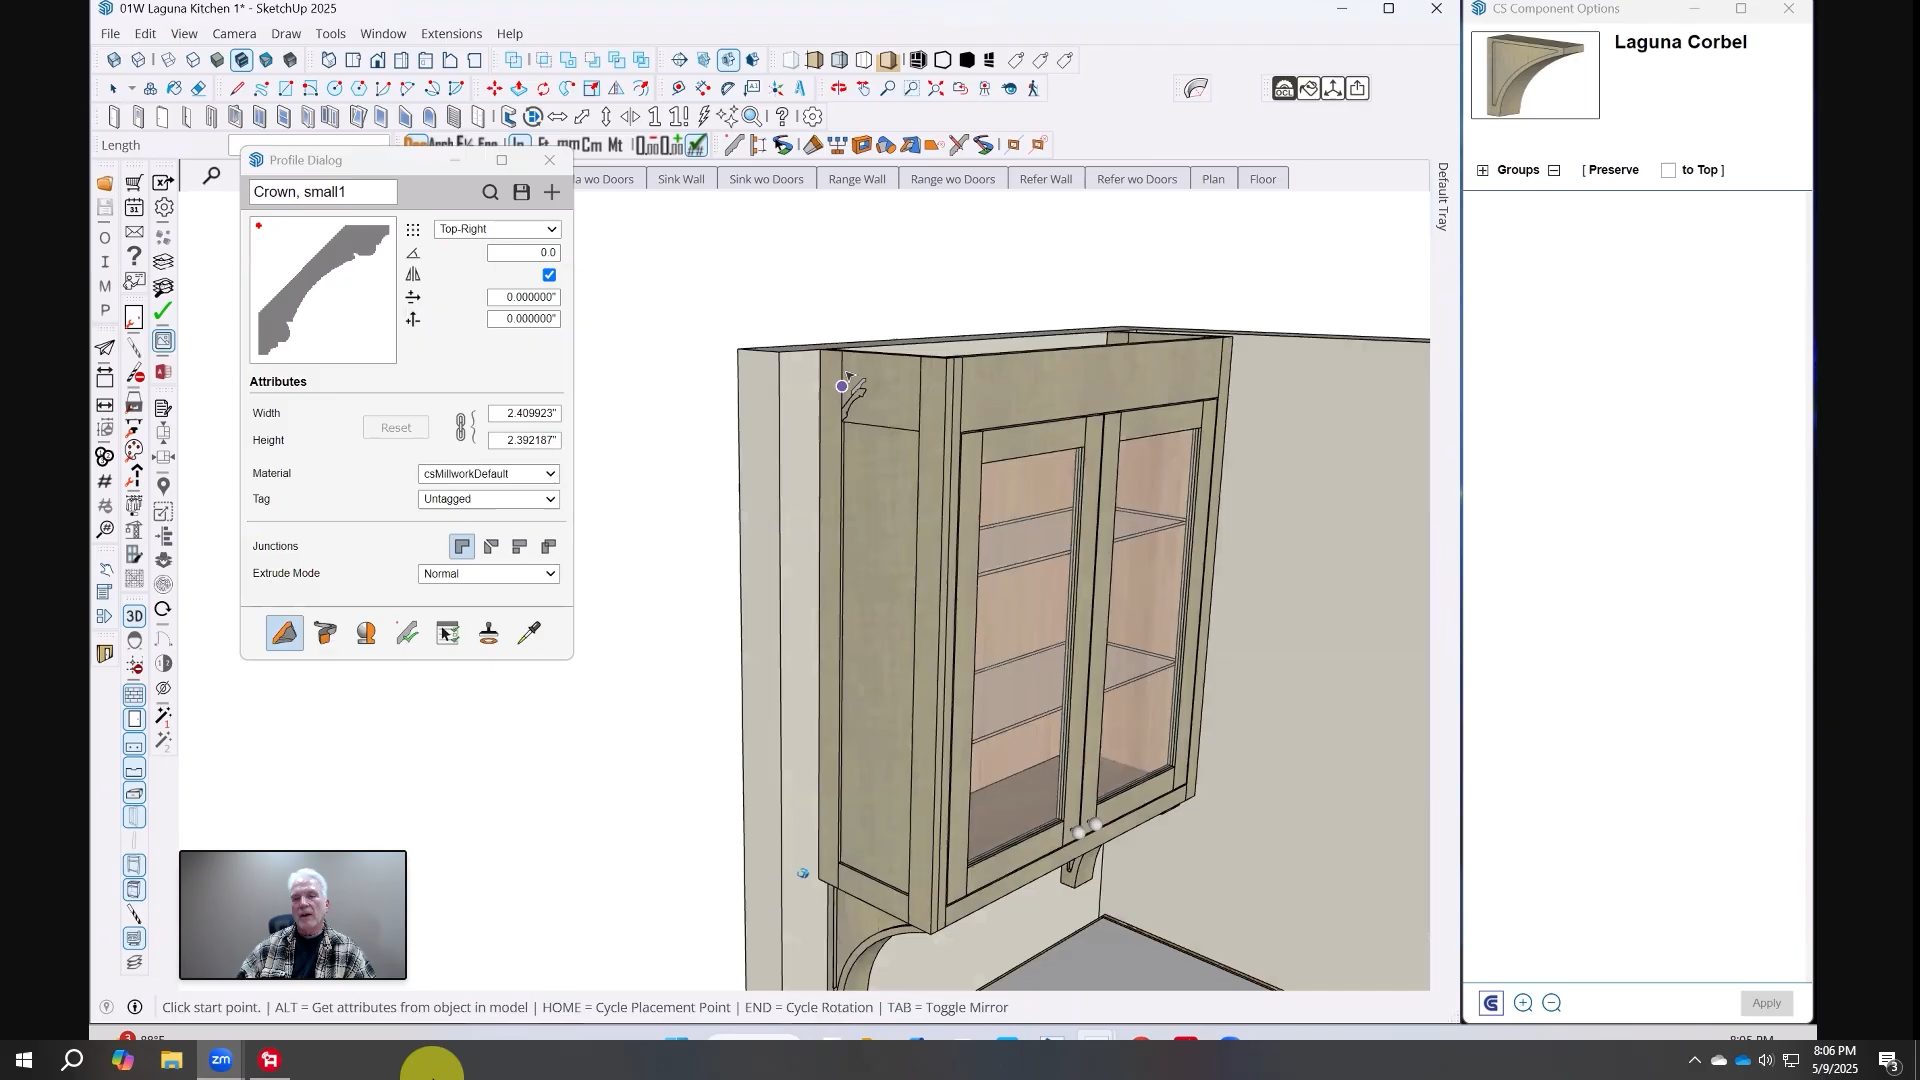 01W Laguna Kitchen 1* - SketchUp 2025
File Edit View Camera Draw Tools Window Extensions Help
Length
Mt
wo Doors Sink Wall Sink wo Doors Range Wall Range wo Doors Refer Wall Refer wo Doors Plan Floor
Profile Dialog
Crown, small1
Top-Right
0.0
0.000000"
0.000000"
Attributes
Width 2.409923"
Reset
Height 2.392187"
Material csMillworkDefault
Tag Untagged
Junctions
Extrude Mode Normal
O
I
M
P
31
3D
Default Tray
CS Component Options
Laguna Corbel
Groups [ Preserve to Top ]
Apply
Click start point. | ALT = Get attributes from object in model | HOME = Cycle Placement Point | END = Cycle Rotation | TAB = Toggle Mirror
zm
8:06 PM
5/9/2025
3